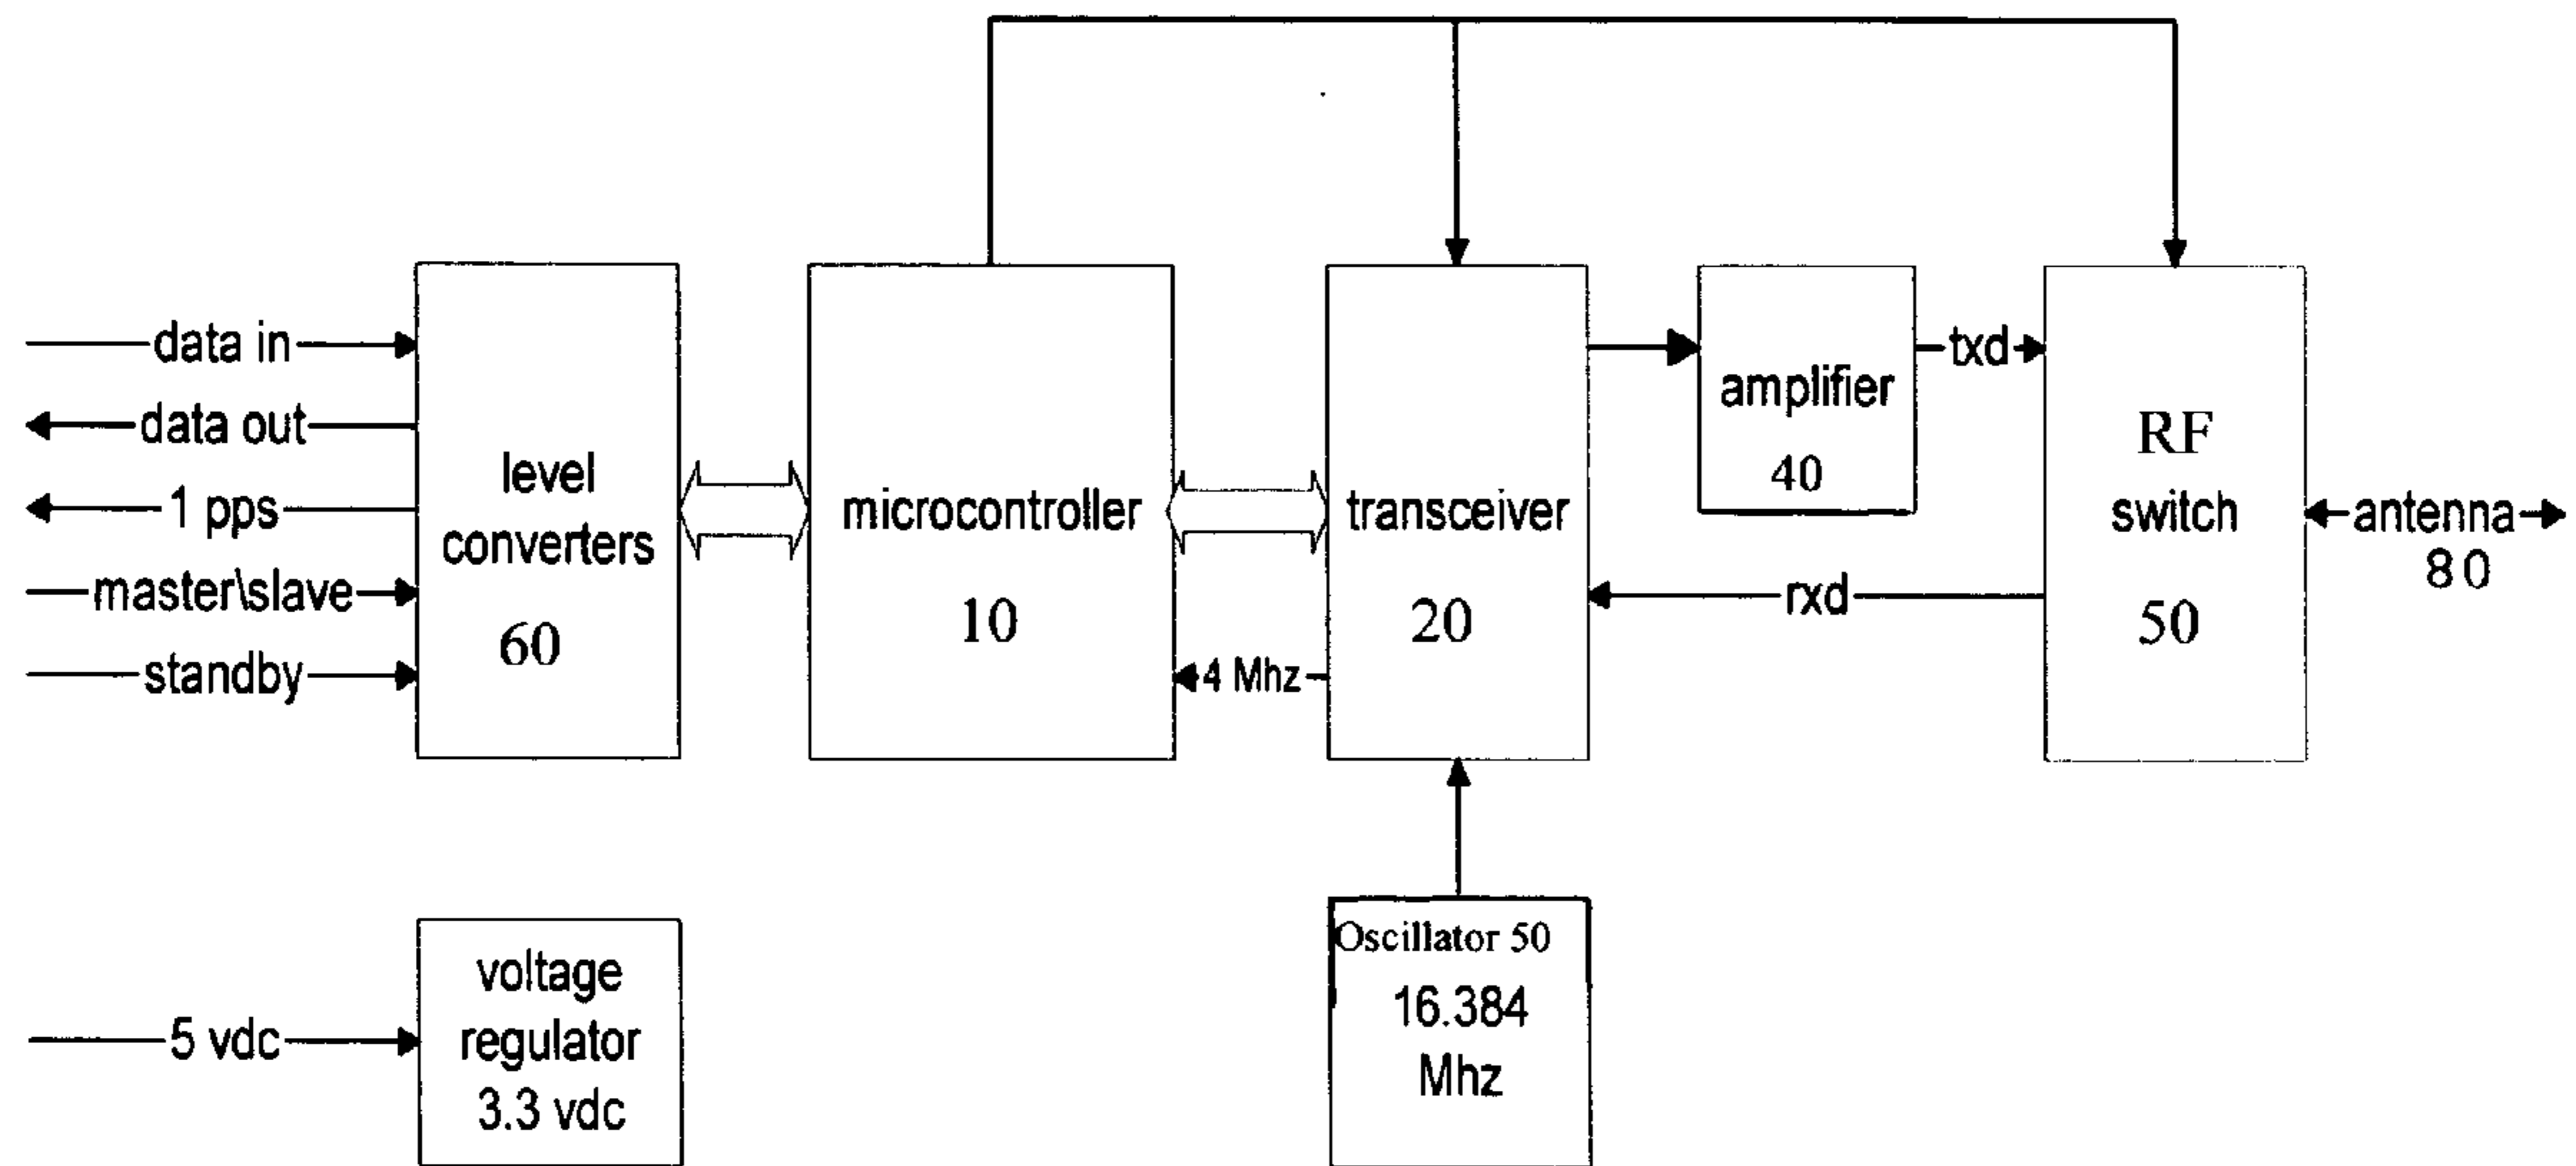 data in
data out
1 pps
master\slave
standby
level
converters
60
microcontroller
10
transceiver
20
4 Mhz
amplifier
40
txd
rxd
RF
switch
50
antenna
80
5 vdc
voltage
regulator
3.3 vdc
Oscillator 50
16.384
Mhz